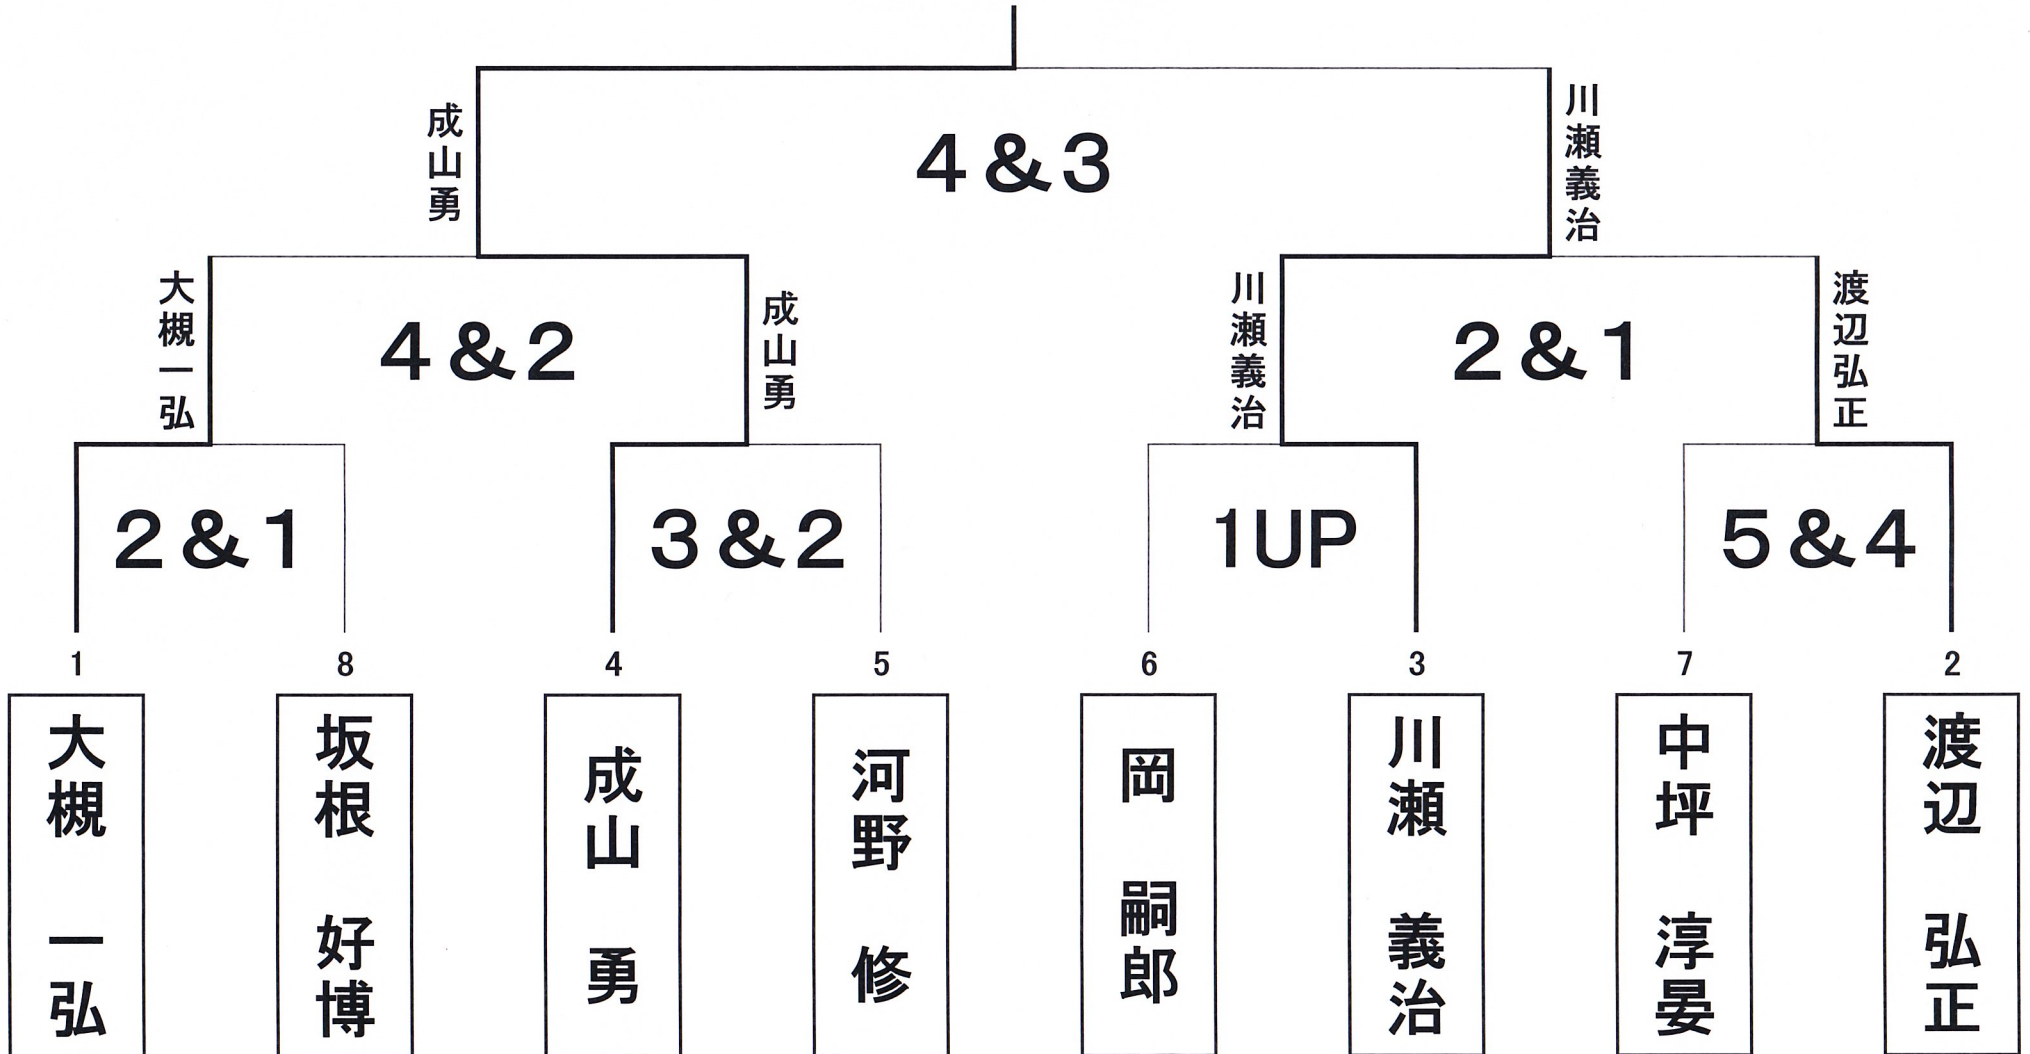 成山勇
4&3
川瀬義治
大槻一弘
4&2
成山勇
川瀬義治
2&1
渡辺弘正
2&1
3&2
1UP
5&4
1
8
4
5
6
3
7
2
大槻 一弘
坂根 好博
成山 勇
河野 修
岡 嗣郎
川瀬 義治
中坪 淳晏
渡辺 弘正